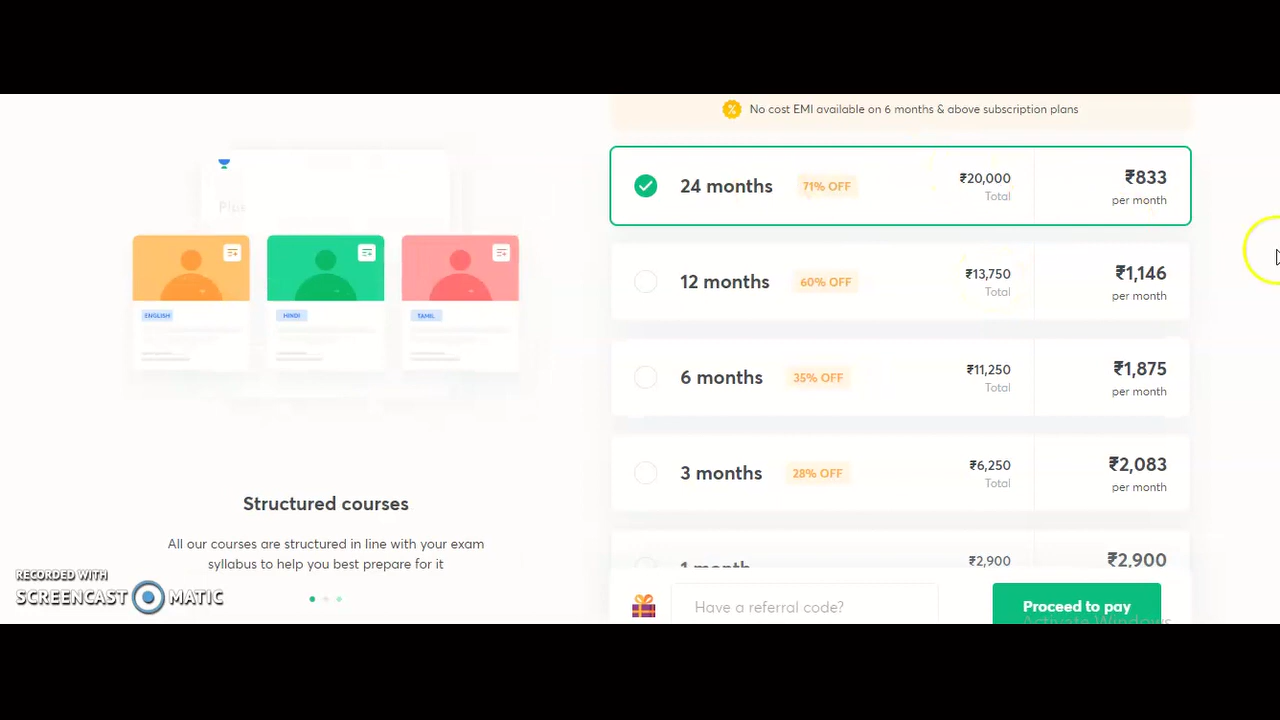 No cost EMI available on 6 months & above subscription plans
24 months 71% OFF ₹20,000 Total ₹833 per month
12 months 60% OFF ₹13,750 Total ₹1,146 per month
6 months 35% OFF ₹11,250 Total ₹1,875 per month
3 months 28% OFF ₹6,250 Total ₹2,083 per month
1 month ₹2,900 ₹2,900
Have a referral code? Proceed to pay
Activate Windows
ENGLISH HINDI TAMIL
Structured courses
All our courses are structured in line with your exam
syllabus to help you best prepare for it
RECORDED WITH
SCREENCAST MATIC